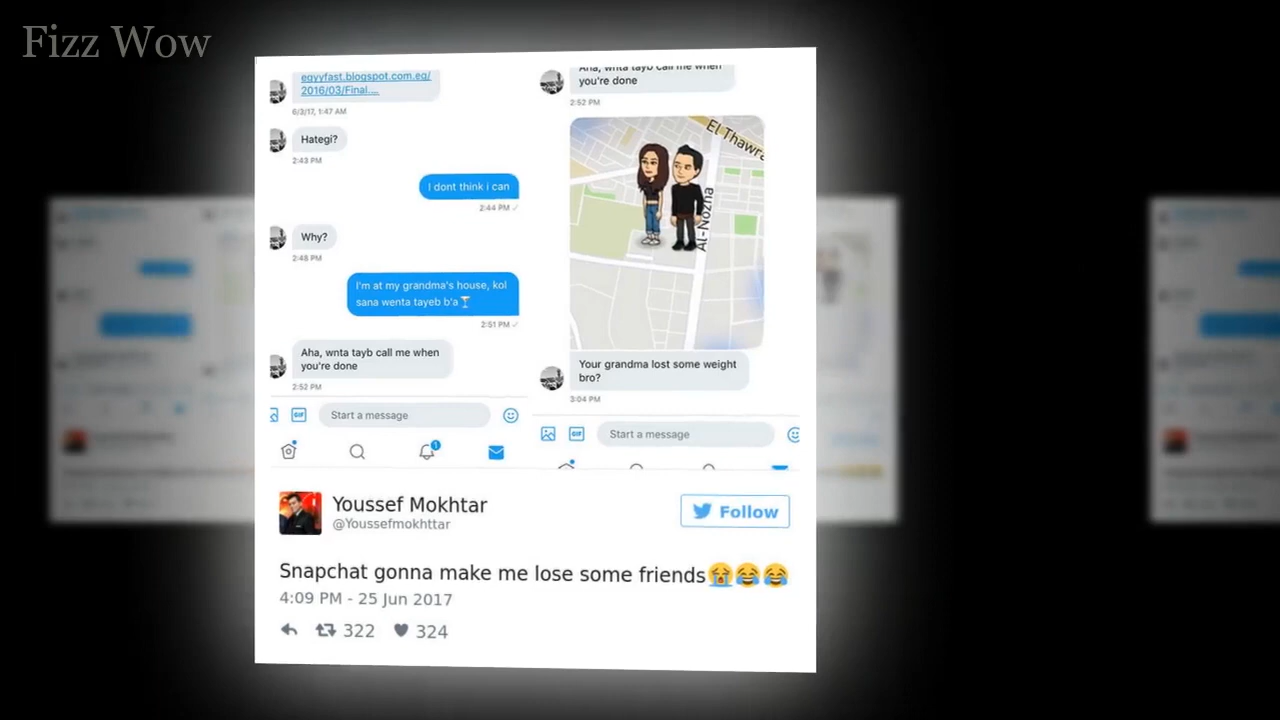 Fizz Wow
egyyfast.blogspot.com.eg/
2016/03/Final....
6/3/17, 1:47 AM
Hategi?
2:43 PM
I dont think i can
2:44 PM ✓
Why?
2:48 PM
I'm at my grandma's house, kol
sana wenta tayeb b'a🍸
2:51 PM ✓
Aha, wnta tayb call me when
you're done
2:52 PM
GIF
Start a message
1
Aha, wnta tayb call me when
you're done
2:52 PM
El Thawra
Al-Nozha
Your grandma lost some weight
bro?
3:04 PM
GIF
Start a message
Youssef Mokhtar
@Youssefmokhttar
Follow
Snapchat gonna make me lose some friends😭😂😂
4:09 PM - 25 Jun 2017
322
324